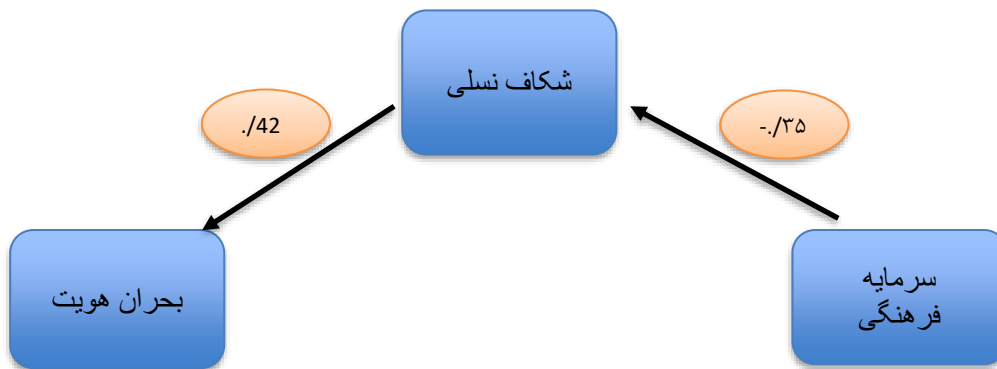 شکاف نسلی
-./۳۵
./42
سرمایه
فرهنگی
بحران هویت